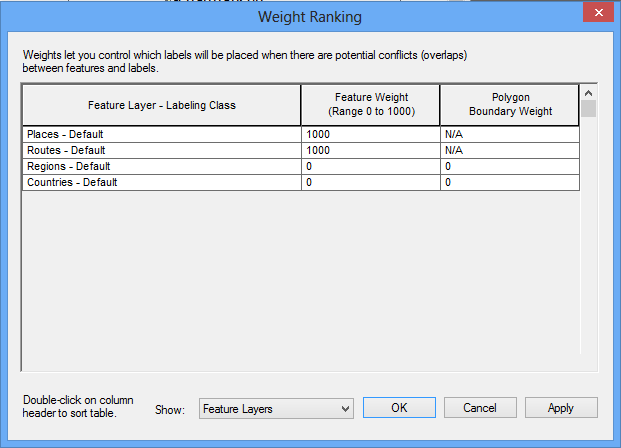 Weight Ranking
Weights let you control which labels will be placed when there are potential conflicts (overlaps)
between features and labels.
Feature Layer - Labeling Class
Feature Weight
(Range 0 to 1000)
Polygon
Boundary Weight
Places - Default 1000 N/A
Routes - Default 1000 N/A
Regions - Default 0 0
Countries - Default 0 0
Double-click on column
header to sort table.
Show: Feature Layers OK Cancel Apply